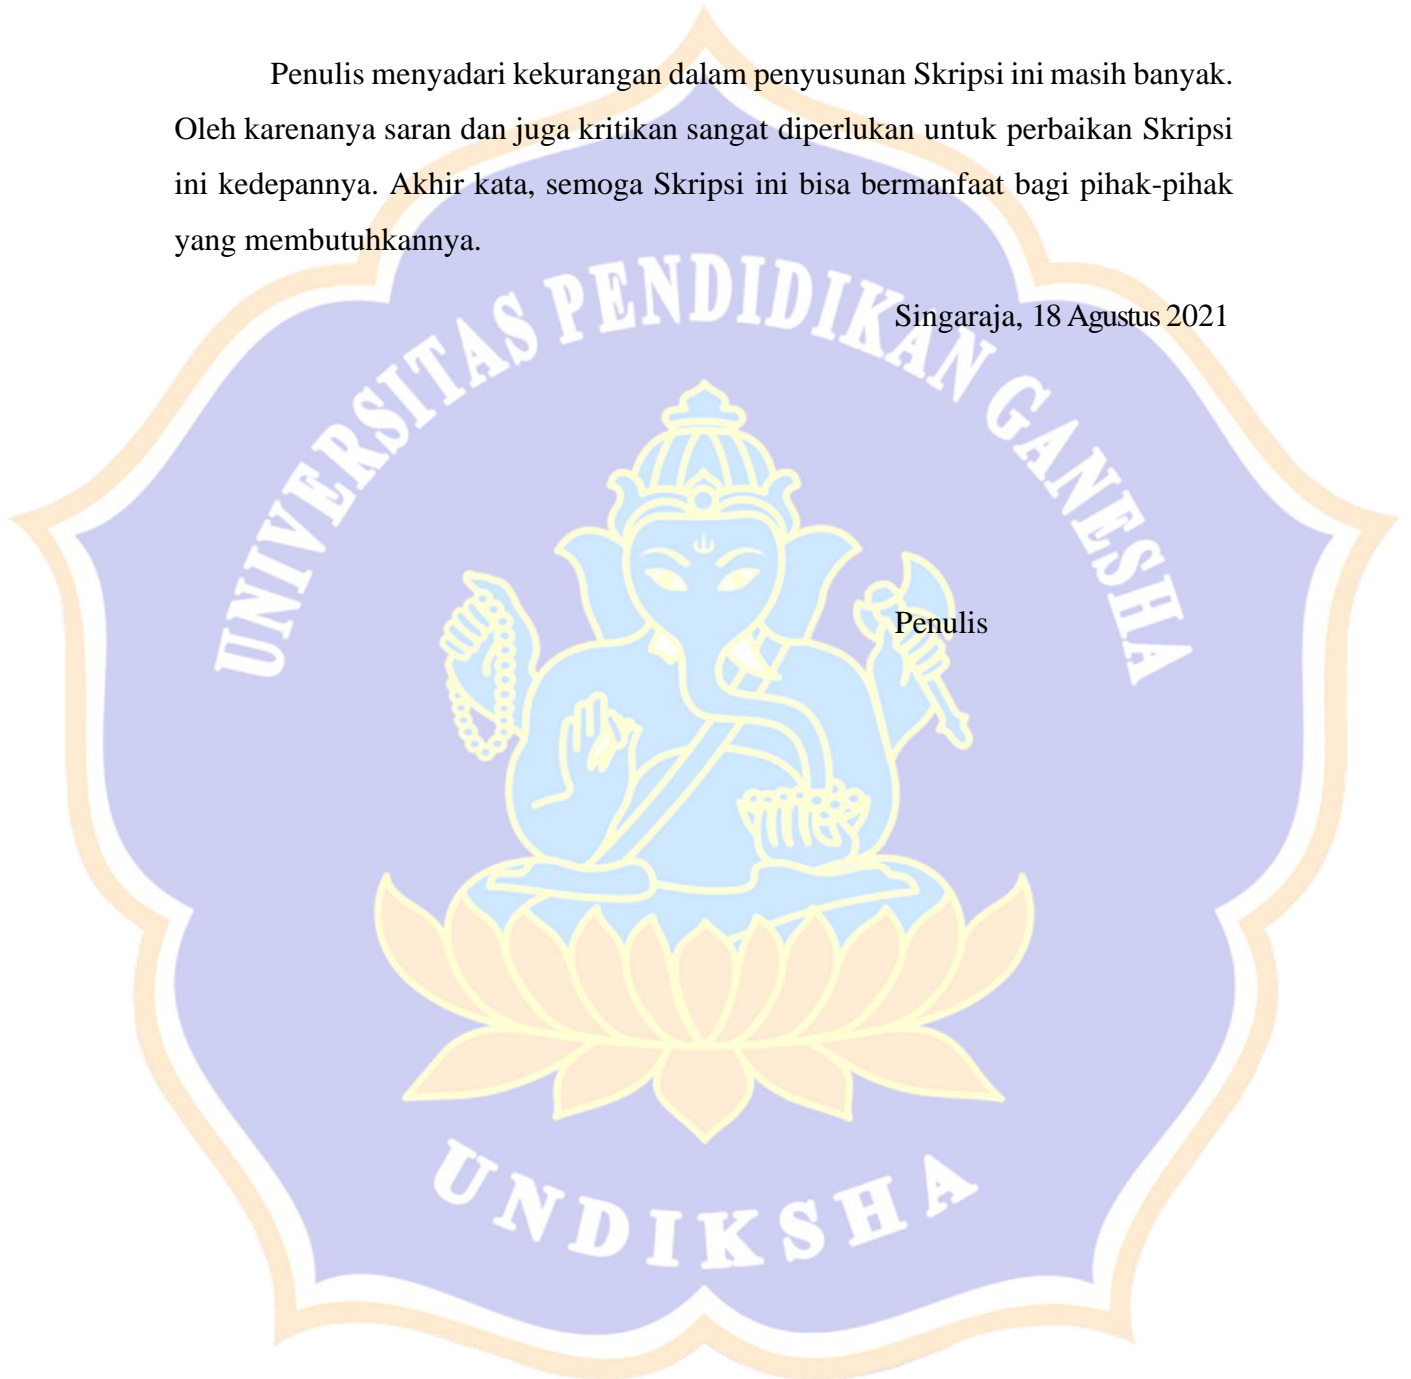 Penulis menyadari kekurangan dalam penyusunan Skripsi ini masih banyak.
Oleh karenanya saran dan juga kritikan sangat diperlukan untuk perbaikan Skripsi
ini kedepannya. Akhir kata, semoga Skripsi ini bisa bermanfaat bagi pihak-pihak
yang membutuhkannya.
UNIVERSITAS PENDIDIKAN GANESHA
Singaraja, 18 Agustus 2021
Penulis
UNDIKSHA